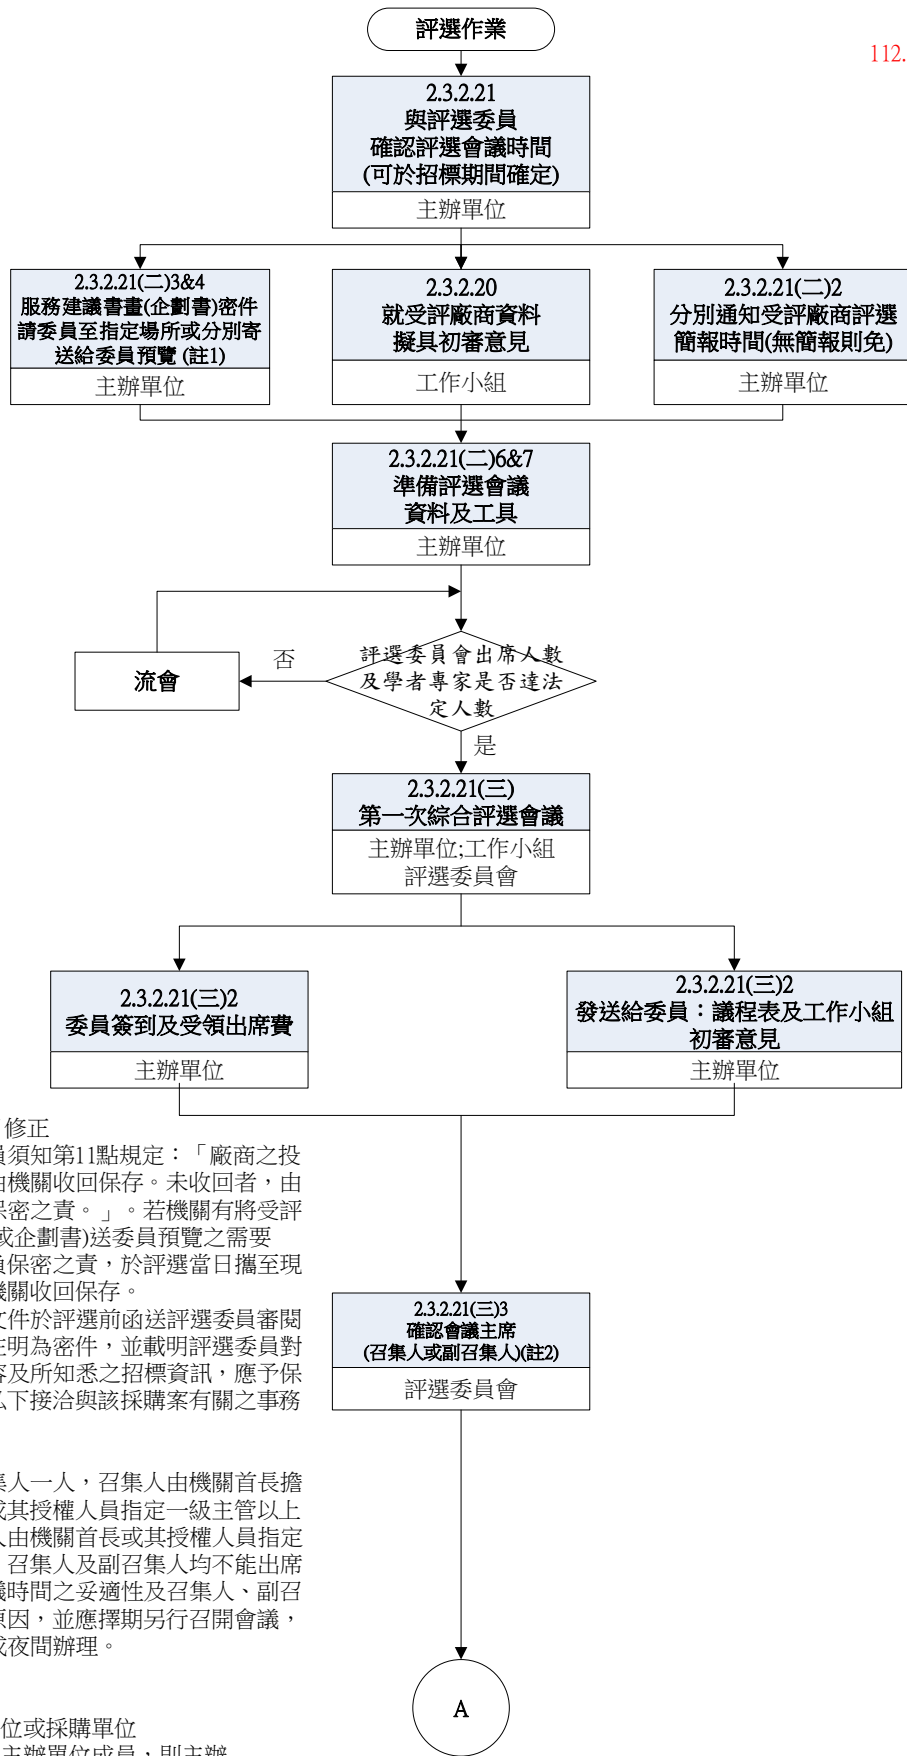 評選作業
112.
2.3.2.21
與評選委員
確認評選會議時間
(可於招標期間確定)
主辦單位
2.3.2.21(二)3&4
服務建議書畫(企劃書)密件
請委員至指定場所或分別寄
送給委員預覽 (註1)
主辦單位
2.3.2.20
就受評廠商資料
擬具初審意見
工作小組
2.3.2.21(二)2
分別通知受評廠商評選
簡報時間(無簡報則免)
主辦單位
2.3.2.21(二)6&7
準備評選會議
資料及工具
主辦單位
評選委員會出席人數
及學者專家是否達法
定人數
否
流會
是
2.3.2.21(三)
第一次綜合評選會議
主辦單位;工作小組
評選委員會
2.3.2.21(三)2
委員簽到及受領出席費
主辦單位
2.3.2.21(三)2
發送給委員：議程表及工作小組
初審意見
主辦單位
修正
員須知第11點規定：「廠商之投
由機關收回保存。未收回者，由
保密之責。」。若機關有將受評
或企劃書)送委員預覽之需要
負保密之責，於評選當日攜至現
機關收回保存。
文件於評選前函送評選委員審閱
註明為密件，並載明評選委員對
容及所知悉之招標資訊，應予保
私下接洽與該採購案有關之事務
2.3.2.21(三)3
確認會議主席
(召集人或副召集人)(註2)
評選委員會
集人一人，召集人由機關首長擔
或其授權人員指定一級主管以上
人由機關首長或其授權人員指定
召集人及副召集人均不能出席
議時間之妥適性及召集人、副召
原因，並應擇期另行召開會議，
或夜間辦理。
A
位或採購單位
主辦單位成員，則主辦